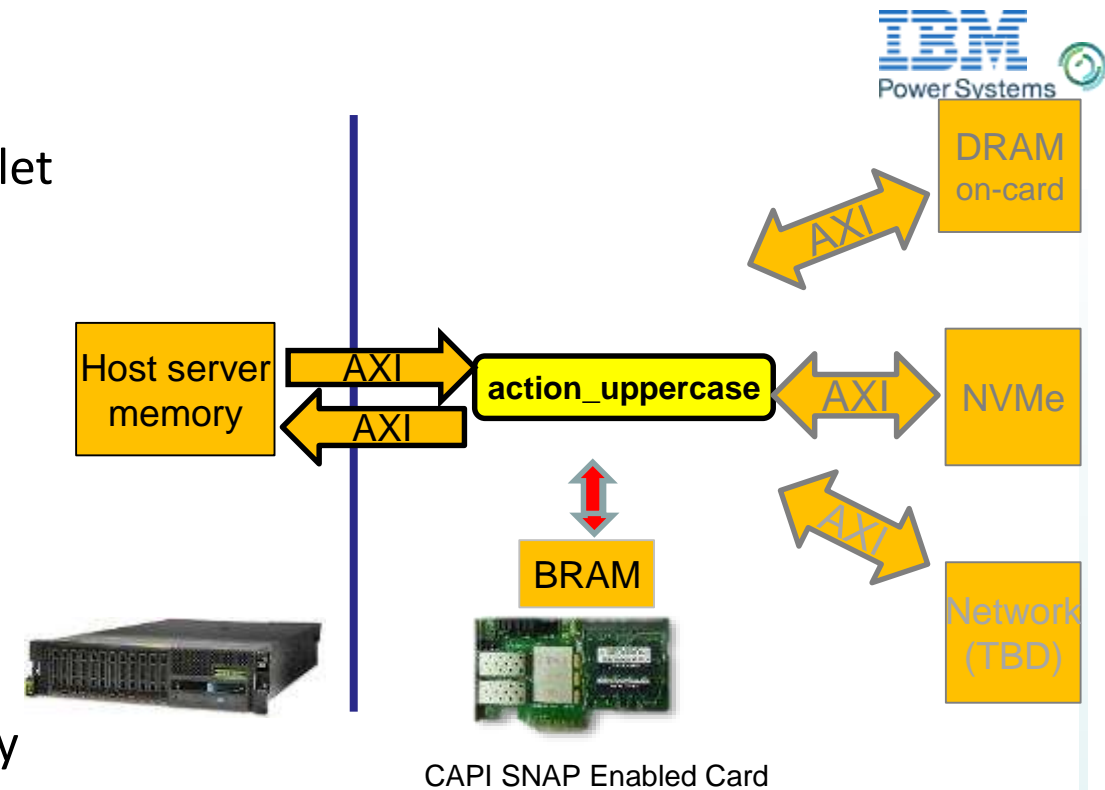 IBM
Power Systems
let
DRAM
on-card
AXI
Host server
memory
AXI
AXI
action_uppercase
AXI
NVMe
AXI
BRAM
Network
(TBD)
y
CAPI SNAP Enabled Card